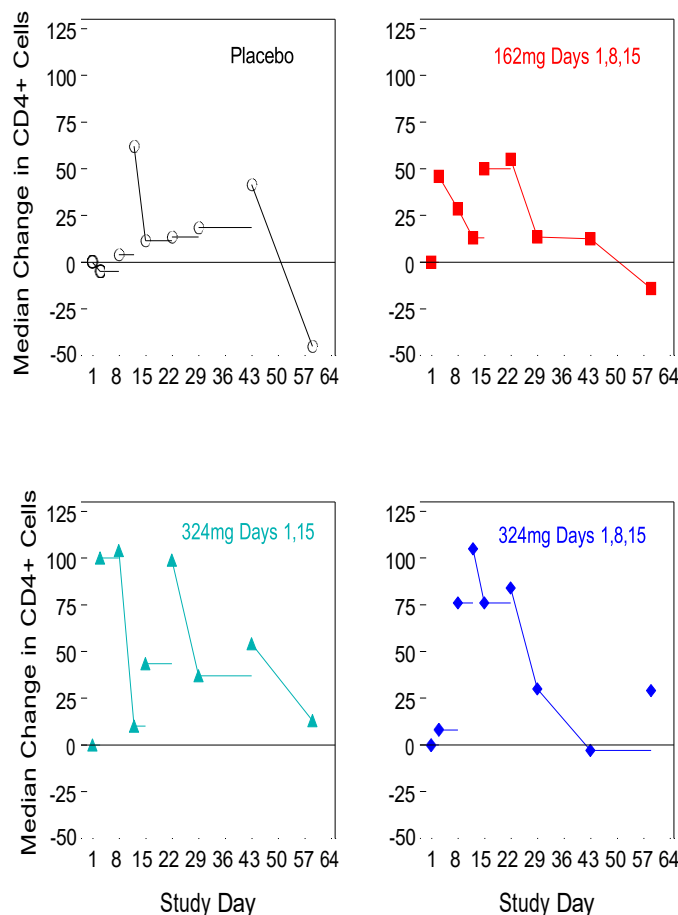 125
100
75
50
25
0
-25
-50
Median Change in CD4+ Cells
Placebo
1 8 15 22 29 36 43 50 57 64
125
100
75
50
25
0
-25
-50
162mg Days 1,8,15
1 8 15 22 29 36 43 50 57 64
125
100
75
50
25
0
-25
-50
Median Change in CD4+ Cells
324mg Days 1,15
1 8 15 22 29 36 43 50 57 64
Study Day
125
100
75
50
25
0
-25
-50
324mg Days 1,8,15
1 8 15 22 29 36 43 50 57 64
Study Day